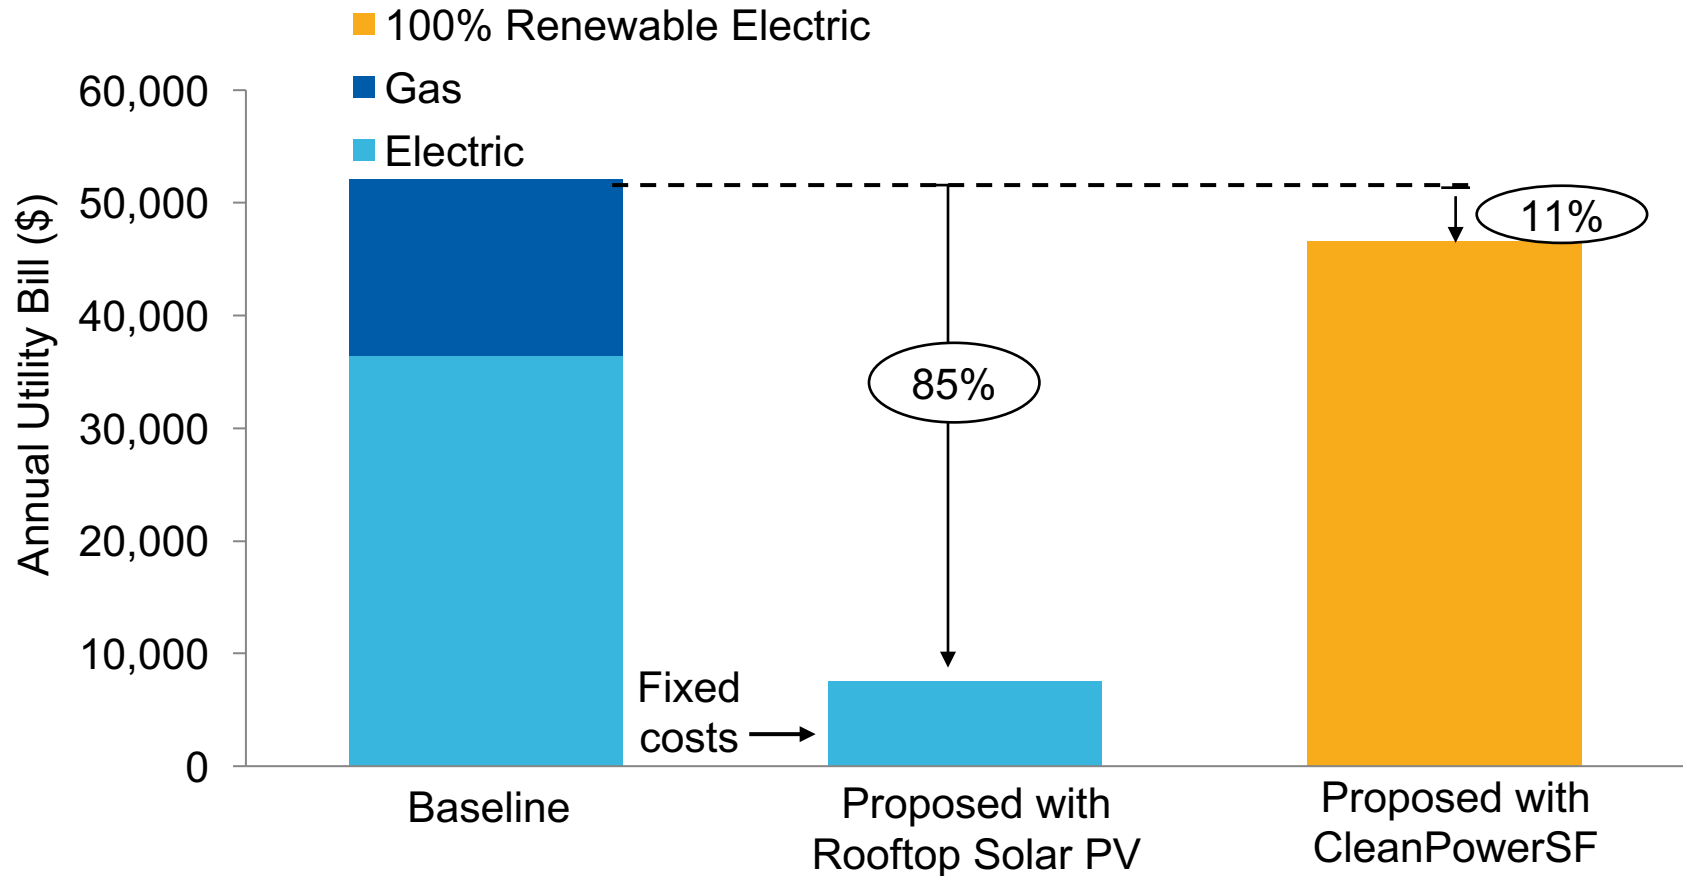 100% Renewable Electric
Gas
Electric
Annual Utility Bill ($)
60,000
50,000
40,000
30,000
20,000
10,000
0
11%
85%
Fixed
costs
Baseline
Proposed with
Rooftop Solar PV
Proposed with
CleanPowerSF